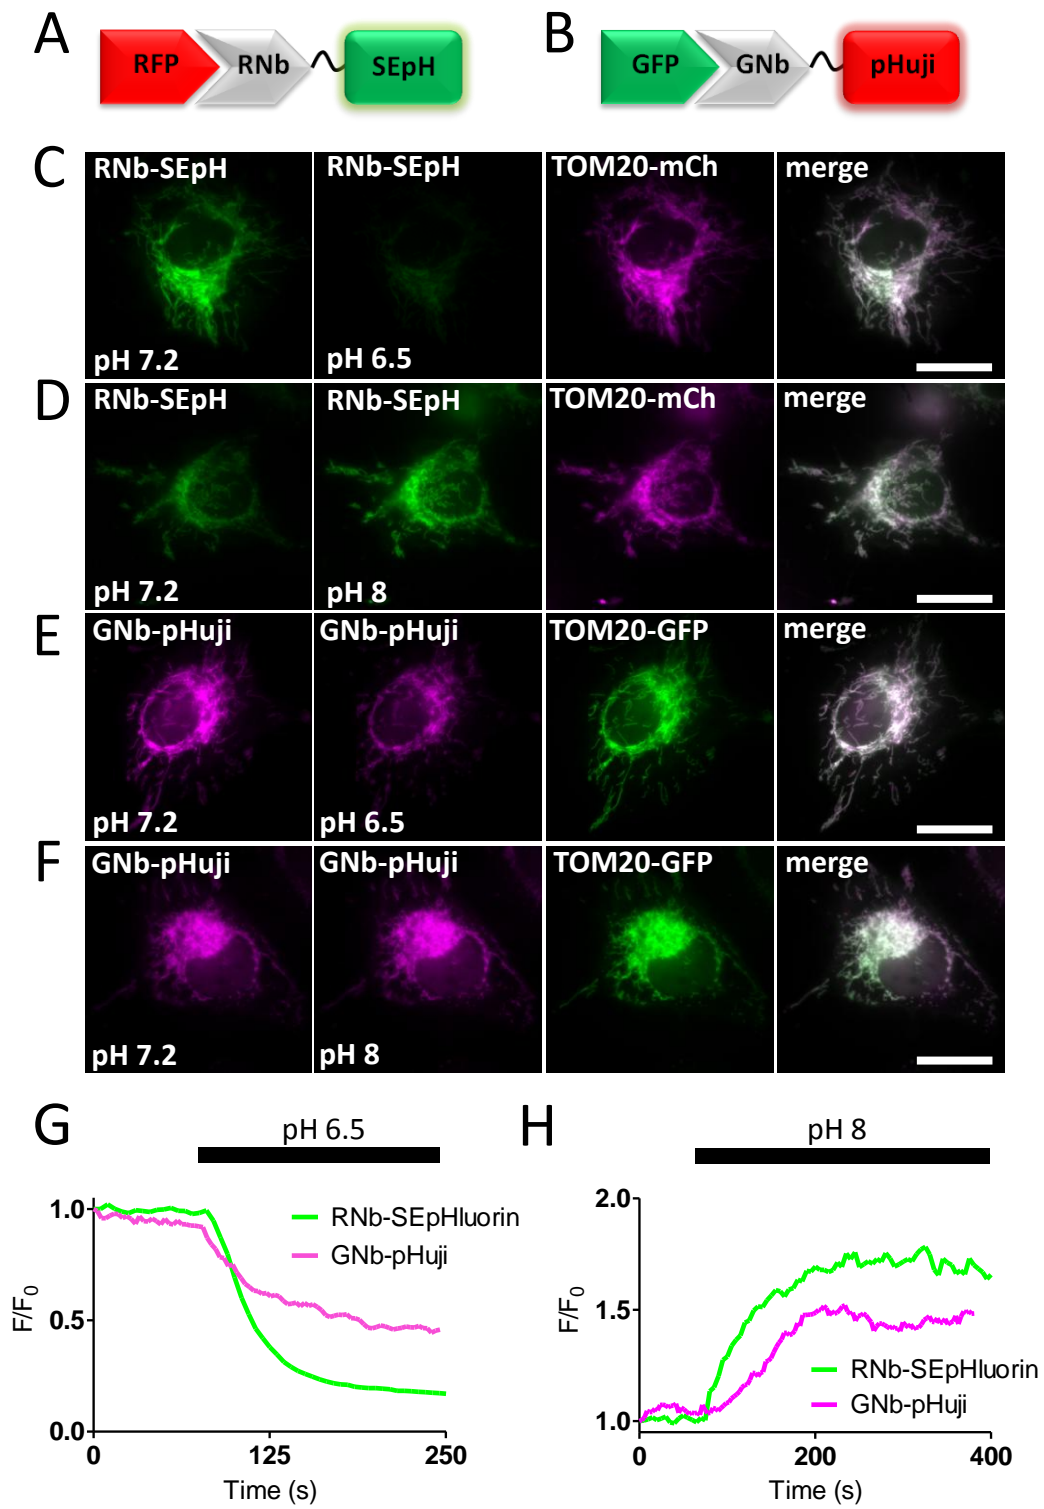 A
B
RFP RNb SEpH
GFP GNb pHuji
C
RNb-SEpH RNb-SEpH TOM20-mCh merge
pH 7.2 pH 6.5
D
RNb-SEpH RNb-SEpH TOM20-mCh merge
pH 7.2 pH 8
E
GNb-pHuji GNb-pHuji TOM20-GFP merge
pH 7.2 pH 6.5
F
GNb-pHuji GNb-pHuji TOM20-GFP merge
pH 7.2 pH 8
G
pH 6.5
1.0
0.5
0.0
F/F0
RNb-SEpHluorin
GNb-pHuji
0 125 250
Time (s)
H
pH 8
2.0
1.5
1.0
F/F0
RNb-SEpHluorin
GNb-pHuji
0 200 400
Time (s)